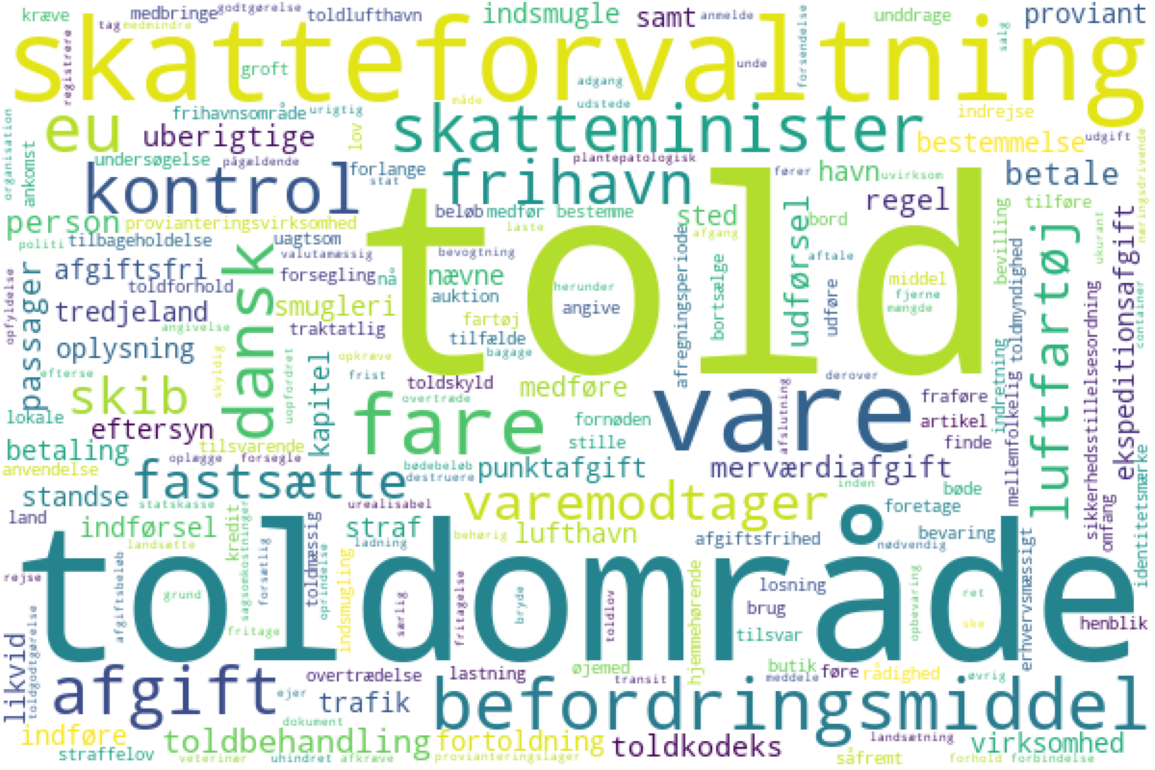 kræve
medbringe
godtgørelse
toldlufthavn
indsmugle
samt
anmelde
unddrage
proviant
tag
medmindre
registrere
skatteforvaltning
groft
unde
forsendelse
adgang
salg
organisation
frihavnsområde
urigtig
måde
udstede
indrejse
eu
uberigtige
lov
skatteminister
bestemmelse
udgift
ankomst
undersøgelse
pågældende
forlange
plantepatologisk
fører
havn
uvirksom
betale
næringsdrivende
kontrol
stat
frihavn
told
regel
tilføre
person
provianteringsvirksomhed
beløb
medfør
bestemme
sted
udførsel
bord
bevilling
politi
tilbageholdelse
uagtsom
laste
afgang
aftale
ukurant
dansk
valutamæssig
bevogtning
afregningsperiode
toldmyndighed
luftfartøj
opfyldelse
passager
afgiftsfri
forsegling
nå
nævne
bortsælge
udføre
middel
toldforhold
auktion
herunder
fjerne
ekspeditionsafgift
tredjeland
smugleri
fartøj
angive
mængde
container
angivelse
traktatlig
tilfælde
oplysning
opkræve
bagage
efterse
skyldig
uopfordret
kapitel
frist
toldskyld
medføre
derover
indretning
mellemfolkelig
sikkerhedsstillelsesordning
skib
overtræde
vare
fraføre
lokale
eftersyn
fare
fornøden
afslutning
artikel
betaling
tilsvarende
stille
finde
anvendelse
oplægge
forsegle
bødebeløb
punktafgift
merværdiafgift
standse
fastsætte
destruere
inden
bøde
omfang
identitetsmærke
statskasse
urealisabel
varemodtager
foretage
land
indførsel
kredit
straf
lufthavn
afgiftsfrihed
bevaring
landsætte
sagsomkostninger
toldmæssig
ladning
behørig
nødvendig
erhvervsmæssigt
toldområde
rejse
afgiftsbeløb
grund
forsætlig
oprindelse
indsmugling
særlig
fritagelse
bryde
toldlov
hjemmehørende
losning
opbevaring
ret
brug
ske
henblik
fritage
tilsvar
likvid
toldgodtgørelse
overtrædelse
lastning
øjemed
butik
føre
rådighed
øvrig
afgift
ejer
trafik
transit
meddele
befordringsmiddel
dokument
landsætning
indføre
toldbehandling
fortoldning
toldkodeks
virksomhed
straffelov
veterinær
uhindret
afkræve
provianteringslager
såfremt
forhold
forbindelse